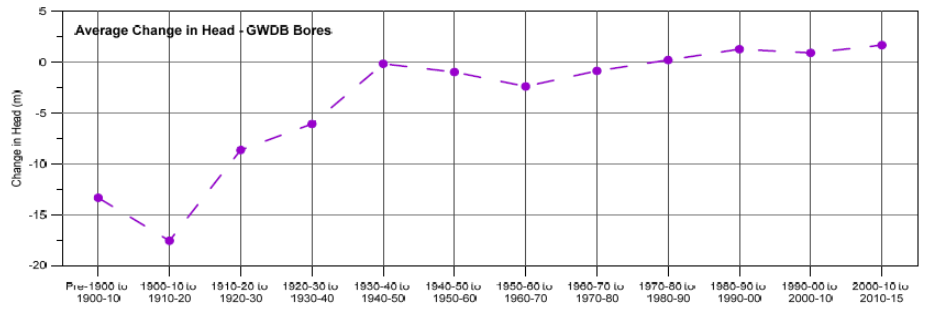 Average Change in Head - GWDB Bores
Change in Head (m)
5
0
-5
-10
-15
-20
Pre-1900 to
1900-10
1900-10 to
1910-20
1910-20 to
1920-30
1920-30 to
1930-40
1930-40 to
1940-50
1940-50 to
1950-60
1950-60 to
1960-70
1960-70 to
1970-80
1970-80 to
1980-90
1980-90 to
1990-00
1990-00 to
2000-10
2000-10 to
2010-15